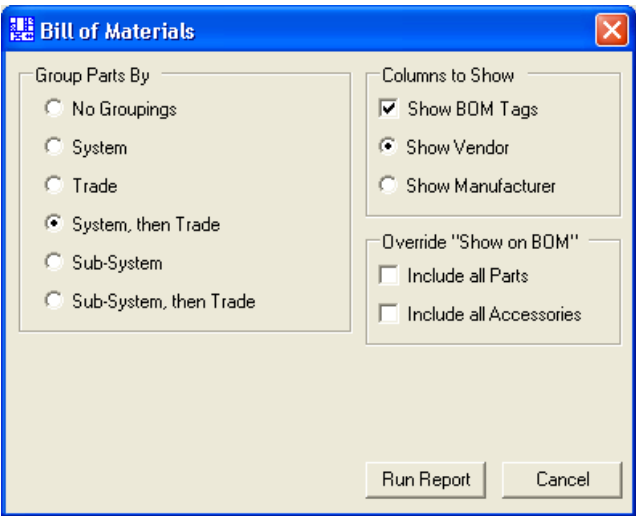 Bill of Materials
Group Parts By
No Groupings
System
Trade
System, then Trade
Sub-System
Sub-System, then Trade
Columns to Show
Show BOM Tags
Show Vendor
Show Manufacturer
Override "Show on BOM"
Include all Parts
Include all Accessories
Run Report
Cancel